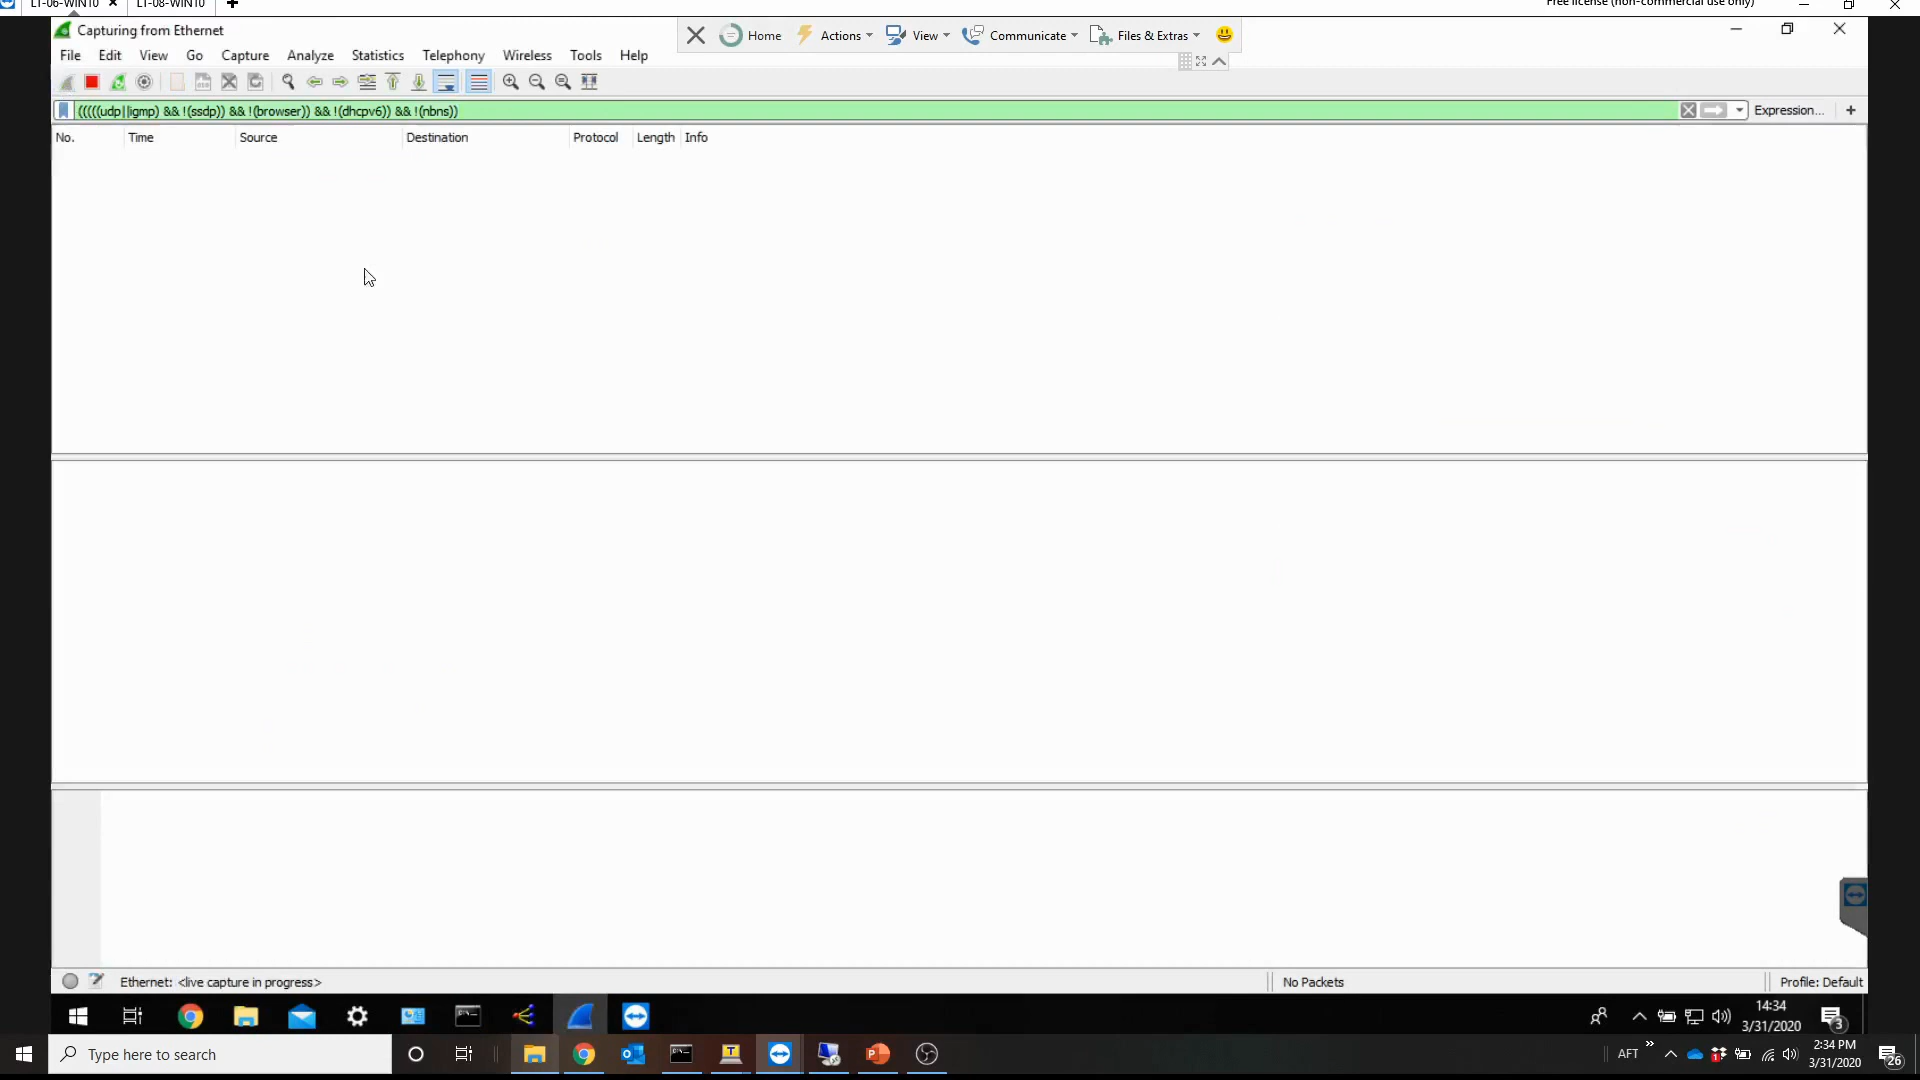 LT-06-WIN10
LT-08-WIN10
Free license (non-commercial use only)
Capturing from Ethernet
Home
Actions
View
Communicate
Files & Extras
File Edit View Go Capture Analyze Statistics Telephony Wireless Tools Help
(((((udp||igmp) && !(ssdp)) && !(browser)) && !(dhcpv6)) && !(nbns))
Expression...
No. Time Source Destination Protocol Length Info
Ethernet: <live capture in progress>
No Packets
Profile: Default
14:34
3/31/2020
3
Type here to search
AFT
1
2:34 PM
3/31/2020
26